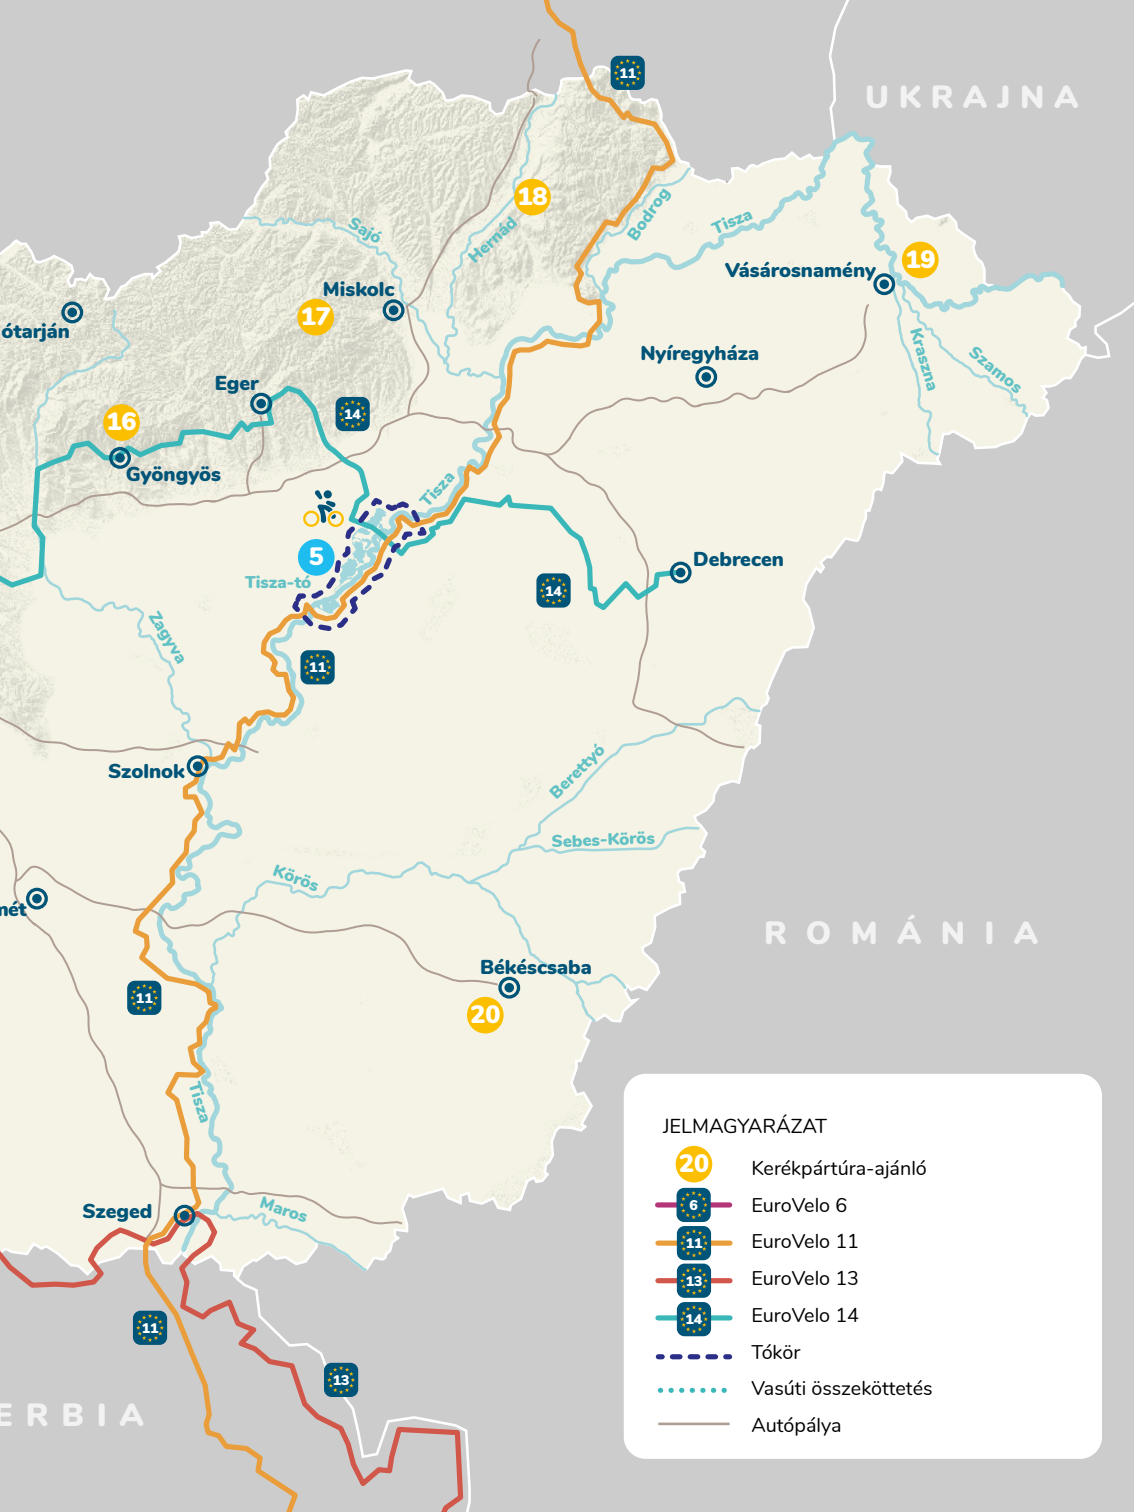 11
UKRAJNA
18
Bodrog
Tisza
Sajó
Hernád
19
Vásárosnamény
Miskolc
17
ótarján
Nyíregyháza
Kraszna
Szamos
Eger
14
16
Gyöngyös
Tisza
5
Tisza-tó
Debrecen
14
Zagyva
11
Szolnok
Berettyó
Sebes-Körös
Körös
mét
ROMÁNIA
Békéscsaba
20
11
Tisza
Szeged
Maros
11
13
ERBIA
JELMAGYARÁZAT
20 Kerékpártúra-ajánló
6 EuroVelo 6
11 EuroVelo 11
13 EuroVelo 13
14 EuroVelo 14
Tókör
Vasúti összeköttetés
Autópálya